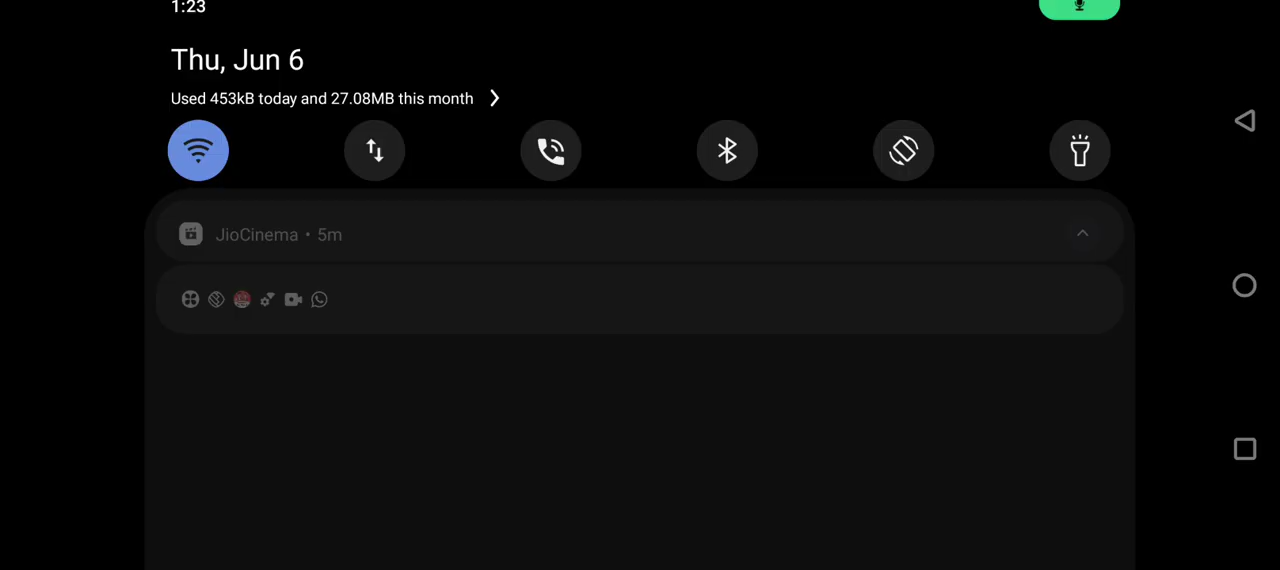 1:23
Thu, Jun 6
Used 453kB today and 27.08MB this month
JioCinema • 5m